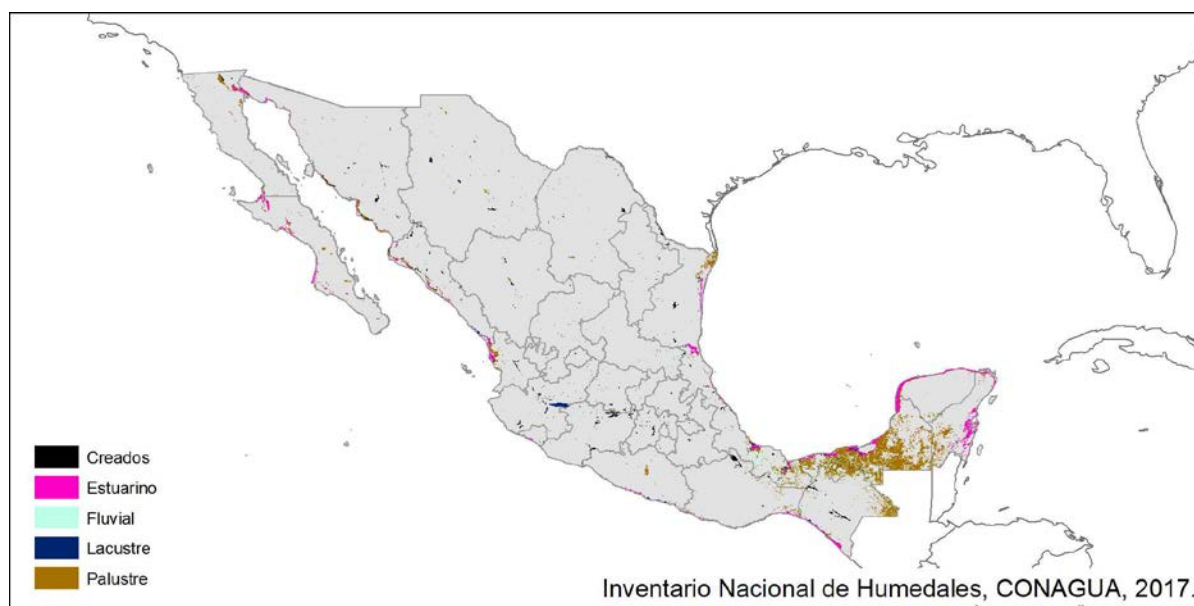 Creados
Estuarino
Fluvial
Lacustre
Palustre
Inventario Nacional de Humedales, CONAGUA, 2017.